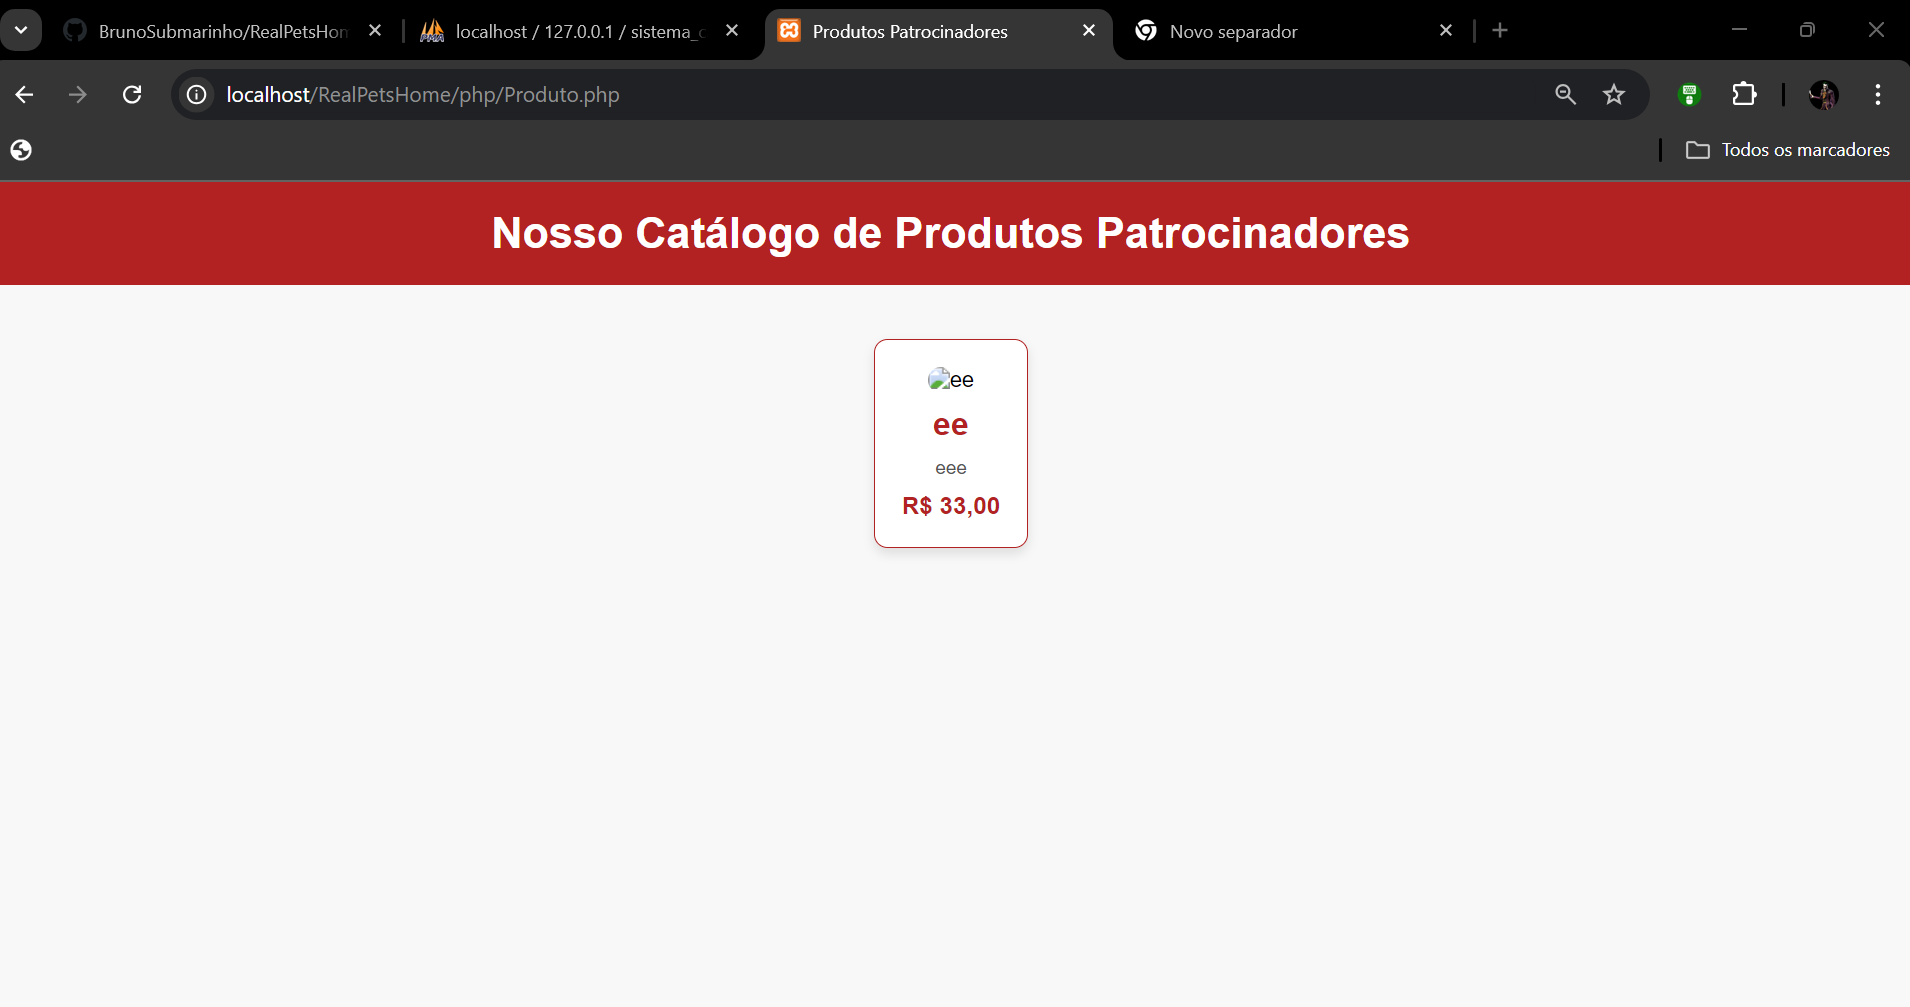 BrunoSubmarinho/RealPetsHom
localhost / 127.0.0.1 / sistema_c
Produtos Patrocinadores
Novo separador
localhost/RealPetsHome/php/Produto.php
Todos os marcadores
Nosso Catálogo de Produtos Patrocinadores
ee
ee
eee
R$ 33,00